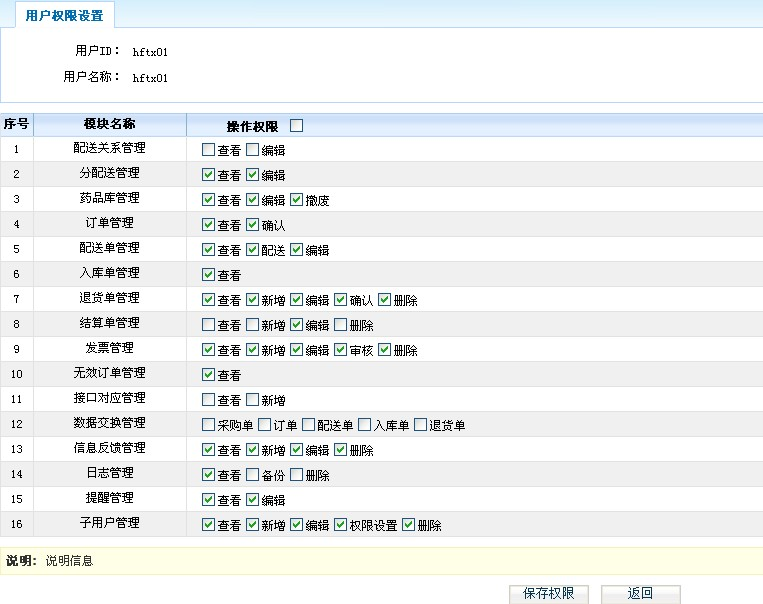 用户权限设置
用户ID： hftx01
用户名称： hftx01
序号 模块名称 操作权限
1 配送关系管理 查看 编辑
2 分配送管理 查看 编辑
3 药品库管理 查看 编辑 撤废
4 订单管理 查看 确认
5 配送单管理 查看 配送 编辑
6 入库单管理 查看
7 退货单管理 查看 新增 编辑 确认 删除
8 结算单管理 查看 新增 编辑 删除
9 发票管理 查看 新增 编辑 审核 删除
10 无效订单管理 查看
11 接口对应管理 查看 新增
12 数据交换管理 采购单 订单 配送单 入库单 退货单
13 信息反馈管理 查看 新增 编辑 删除
14 日志管理 查看 备份 删除
15 提醒管理 查看 编辑
16 子用户管理 查看 新增 编辑 权限设置 删除
说明： 说明信息
保存权限 返回